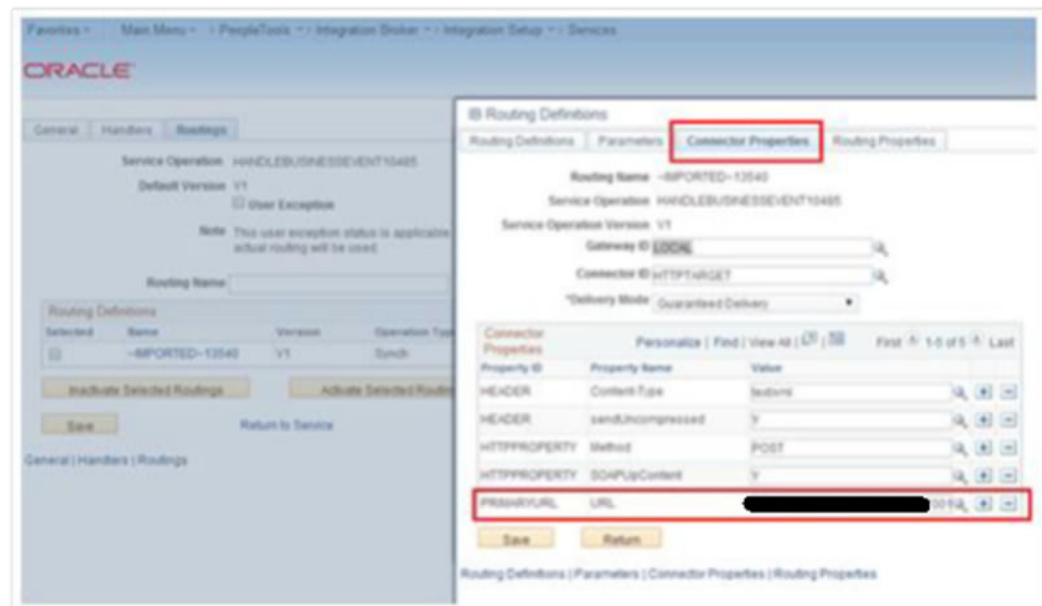 Favorites Main Menu PeopleTools Integration Broker Integration Setup Services
ORACLE
General Handlers Routings
Service Operation HANDLEBUSINESSEVENT10485
Default Version V1
User Exception
Note This user exception status is applicable
actual routing will be used.
Routing Name
Routing Definitions
Selected Name Version Operation Type
~IMPORTED~13540 V1 Synch
Inactivate Selected Routings Activate Selected Routin
Save Return to Service
General | Handlers | Routings
IB Routing Definitions
Routing Definitions Parameters Connector Properties Routing Properties
Routing Name ~IMPORTED~13540
Service Operation HANDLEBUSINESSEVENT10485
Service Operation Version V1
Gateway ID LOCAL
Connector ID HTTPTARGET
*Delivery Mode Guaranteed Delivery
Connector Properties Personalize | Find | View All | First 1-5 of 5 Last
Property ID Property Name Value
HEADER Content-Type text/xml
HEADER sendUncompressed Y
HTTPPROPERTY Method POST
HTTPPROPERTY SOAPUpContent Y
PRIMARYURL URL
Save Return
Routing Definitions | Parameters | Connector Properties | Routing Properties